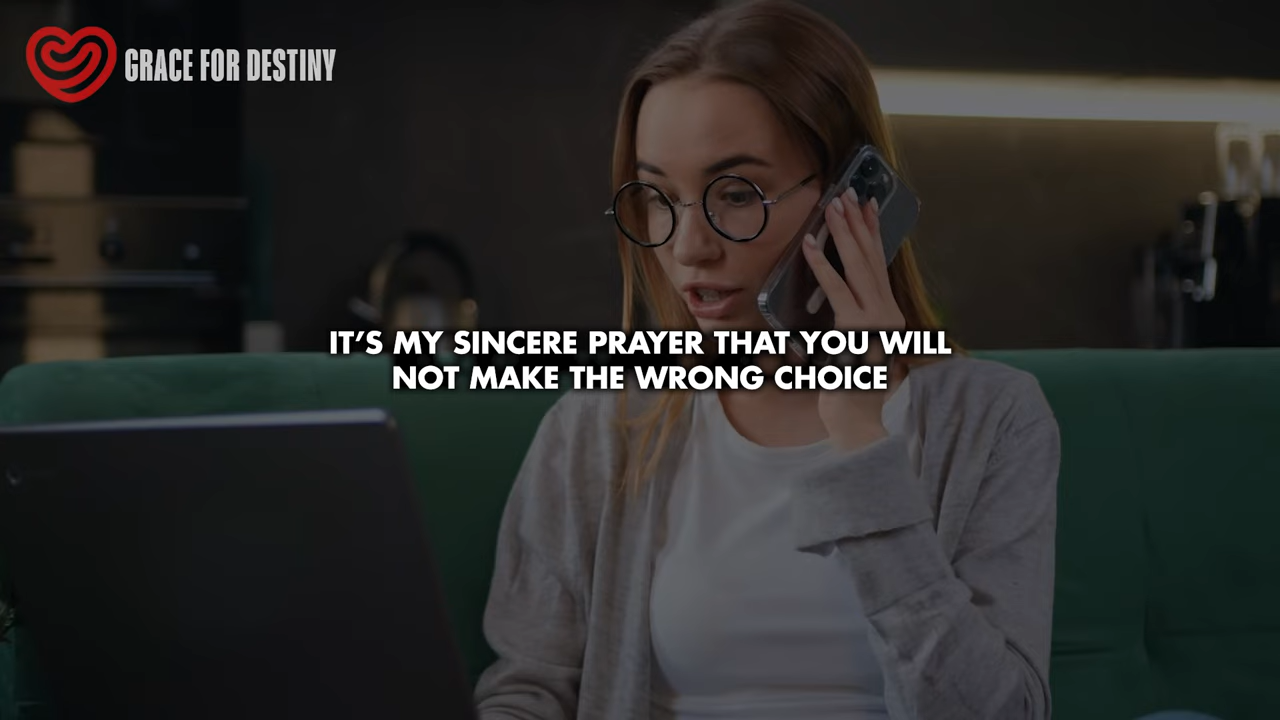 GRACE FOR DESTINY
IT'S MY SINCERE PRAYER THAT YOU WILL
NOT MAKE THE WRONG CHOICE